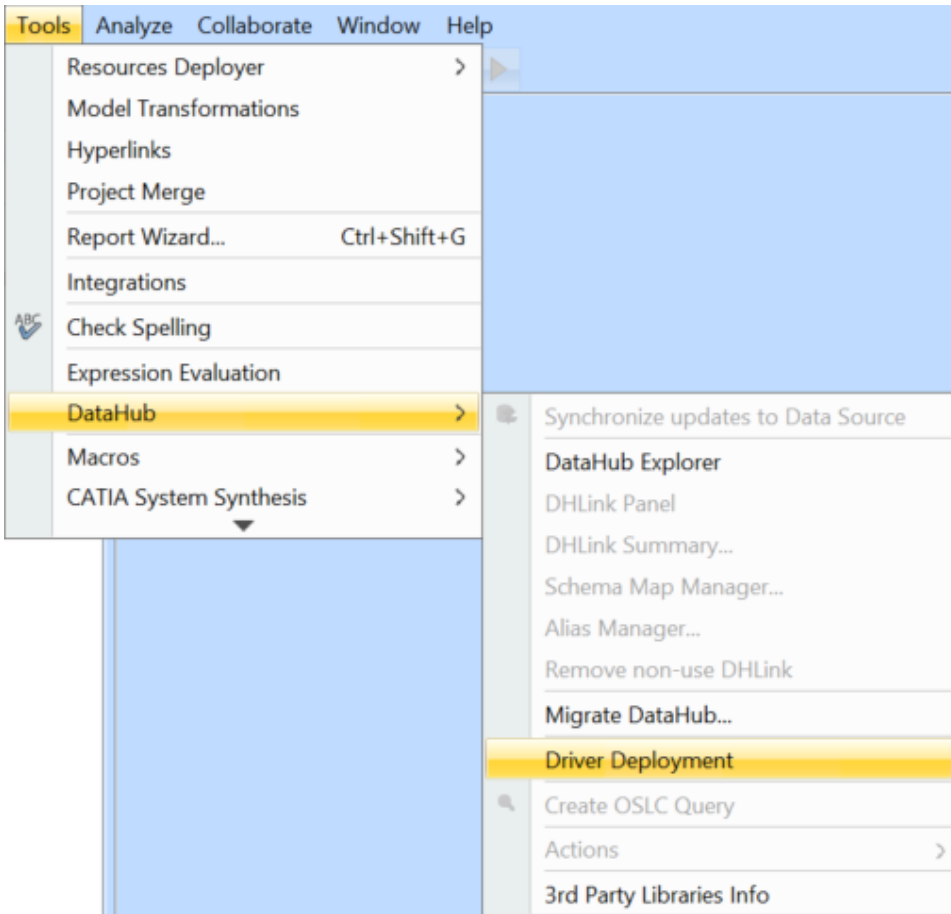 Tools Analyze Collaborate Window Help
Resources Deployer
Model Transformations
Hyperlinks
Project Merge
Report Wizard... Ctrl+Shift+G
Integrations
ABC Check Spelling
Expression Evaluation
DataHub
Macros
CATIA System Synthesis
Synchronize updates to Data Source
DataHub Explorer
DHLink Panel
DHLink Summary...
Schema Map Manager...
Alias Manager...
Remove non-use DHLink
Migrate DataHub...
Driver Deployment
Create OSLC Query
Actions
3rd Party Libraries Info